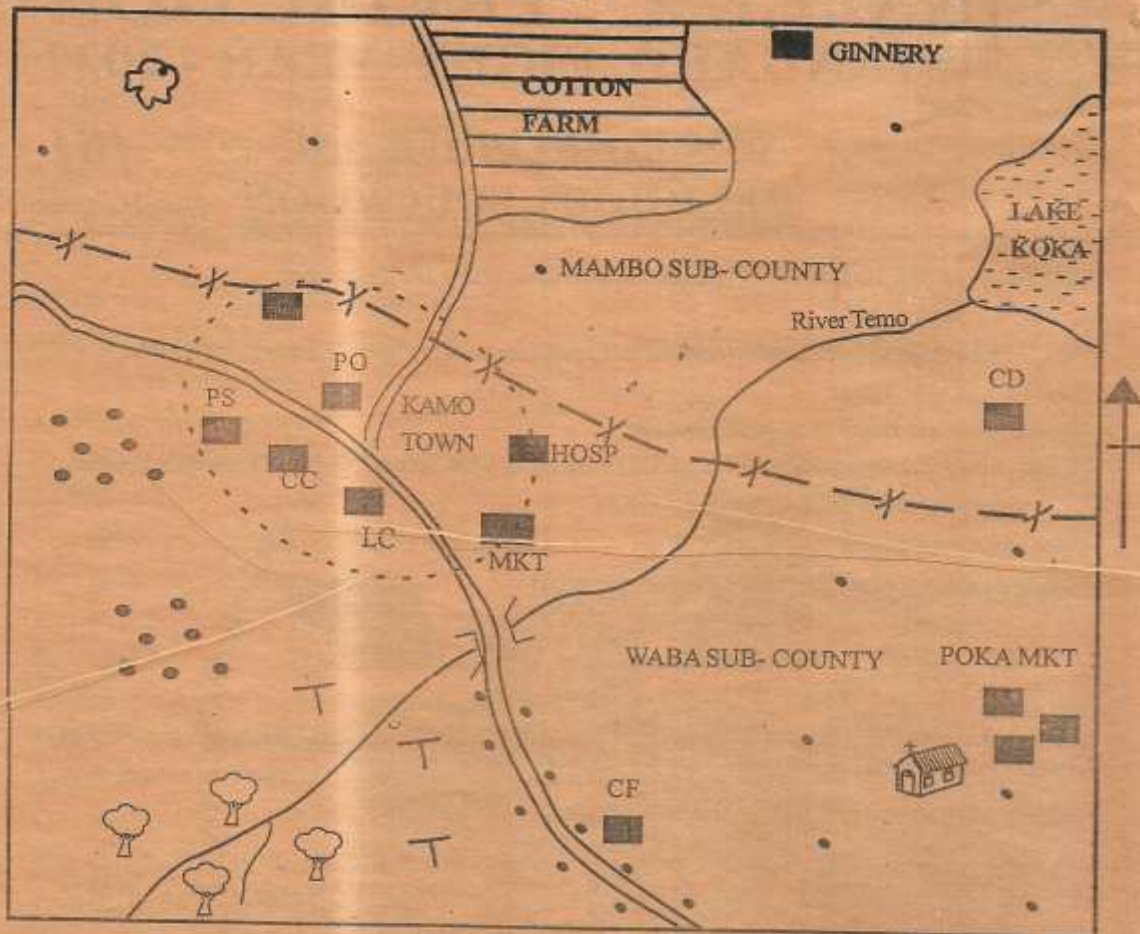 GINNERY
COTTON
FARM
LAKE
KOKA
MAMBO SUB-COUNTY
River Temo
PO
CD
PS
KAMO
TOWN
HOSP
CC
LC
MKT
WABA SUB-COUNTY
POKA MKT
CF